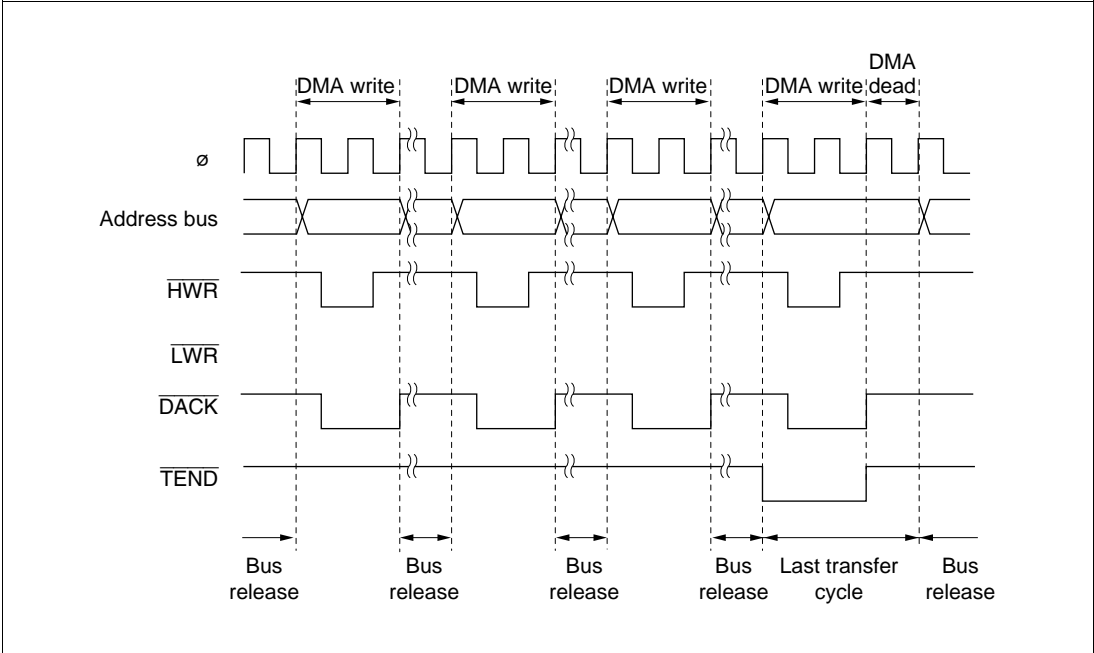 DMA
DMA write DMA write DMA write DMA write dead
ø
Address bus
HWR
LWR
DACK
TEND
Bus release Bus release Bus release Bus release Last transfer cycle Bus release